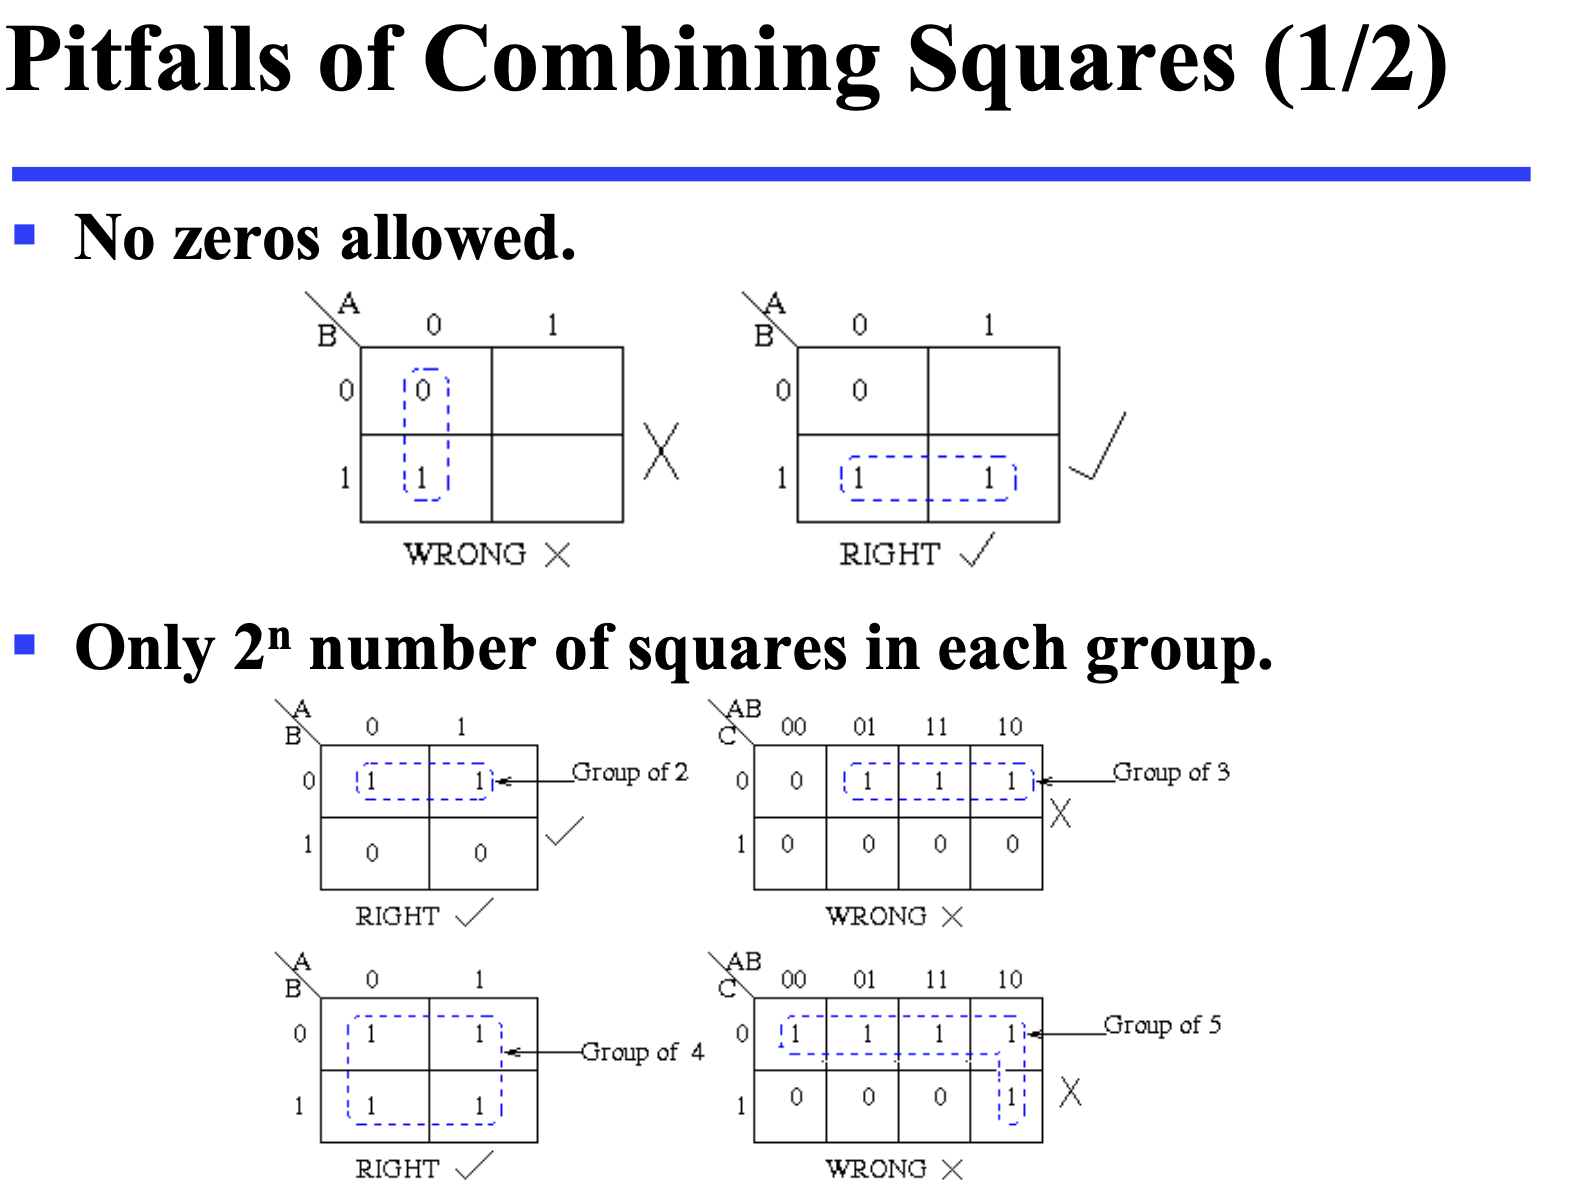 Pitfalls of Combining Squares (1/2)
No zeros allowed.
A
B
0 1
0 0
1 1
WRONG X
A
B
0 1
0 0
1 1 1
RIGHT
Only 2ⁿ number of squares in each group.
A
B
0 1
0 1 1 Group of 2
1 0 0
RIGHT
AB
C
00 01 11 10
0 0 1 1 1 Group of 3
1 0 0 0 0
WRONG X
A
B
0 1
0 1 1
Group of 4
1 1 1
RIGHT
AB
C
00 01 11 10
0 1 1 1 1 Group of 5
1 0 0 0 1
WRONG X